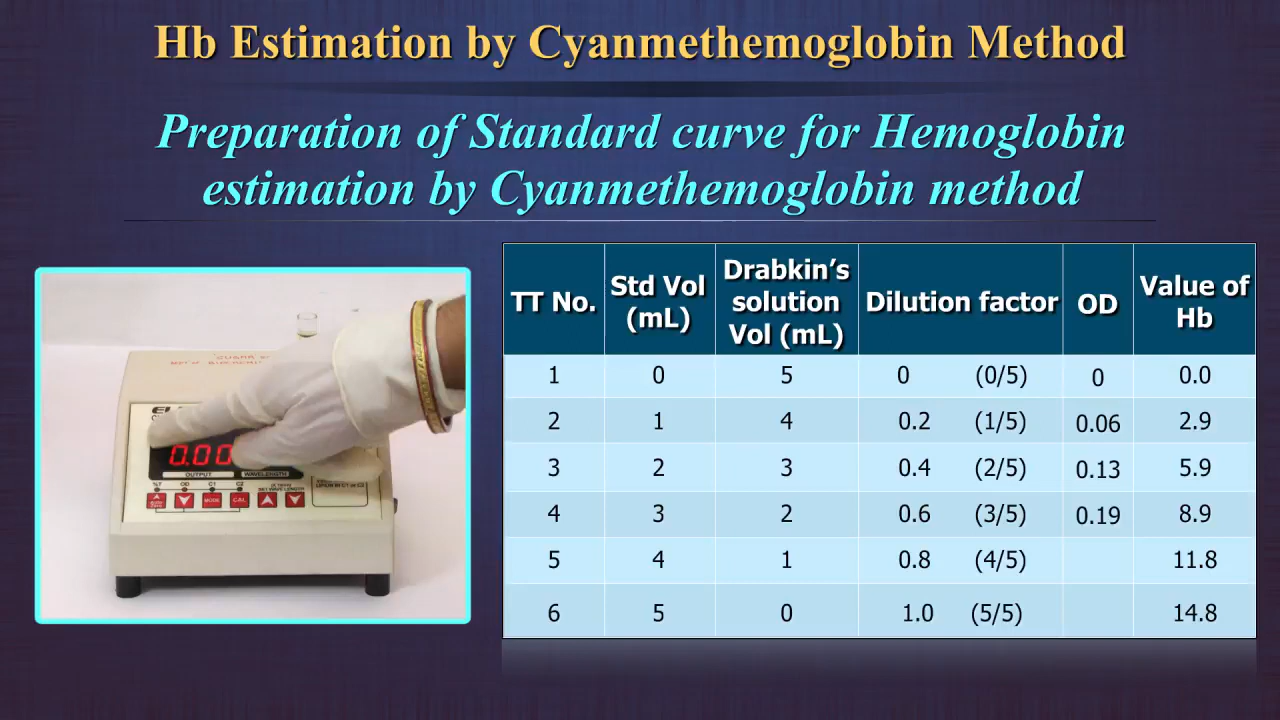 Hb Estimation by Cyanmethemoglobin Method
Preparation of Standard curve for Hemoglobin
estimation by Cyanmethemoglobin method
TT No. Std Vol (mL) Drabkin's solution Vol (mL) Dilution factor OD Value of Hb
1 0 5 0 (0/5) 0 0.0
2 1 4 0.2 (1/5) 0.06 2.9
3 2 3 0.4 (2/5) 0.13 5.9
4 3 2 0.6 (3/5) 0.19 8.9
5 4 1 0.8 (4/5) 11.8
6 5 0 1.0 (5/5) 14.8
0.00
OUTPUT WAVELENGTH
%T OD C1 C2
MODE CAL